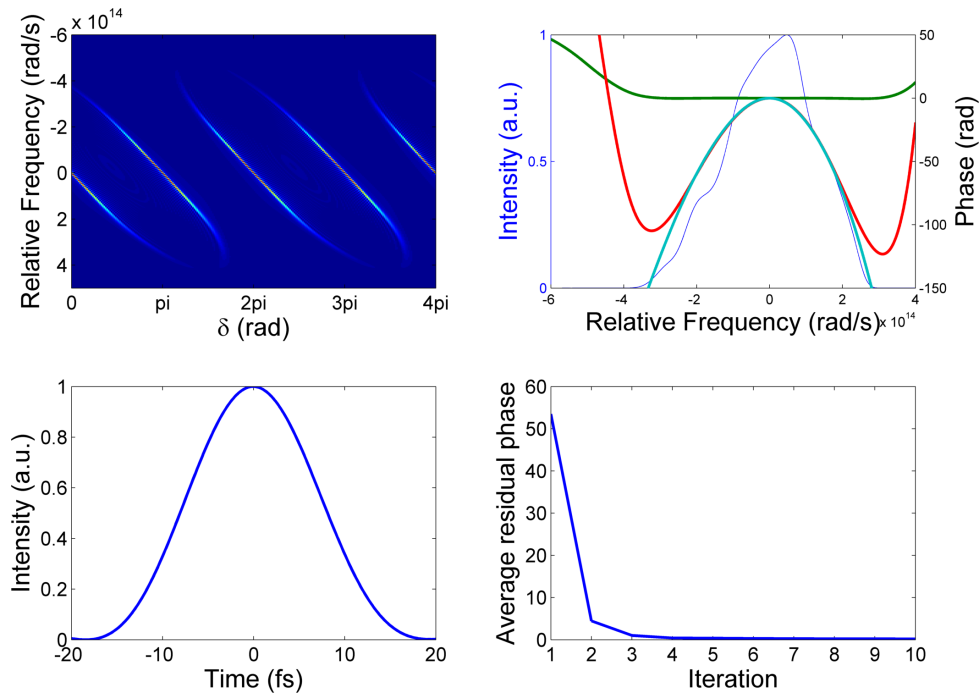 x 10^14
-6
-4
-2
0
2
4
Relative Frequency (rad/s)
0 pi 2pi 3pi 4pi
δ (rad)
1
0.5
0
Intensity (a.u.)
50
0
-50
-100
-150
Phase (rad)
-6 -4 -2 0 2 4
Relative Frequency (rad/s) x 10^14
1
0.8
0.6
0.4
0.2
0
Intensity (a.u.)
-20 -10 0 10 20
Time (fs)
60
50
40
30
20
10
0
Average residual phase
1 2 3 4 5 6 7 8 9 10
Iteration